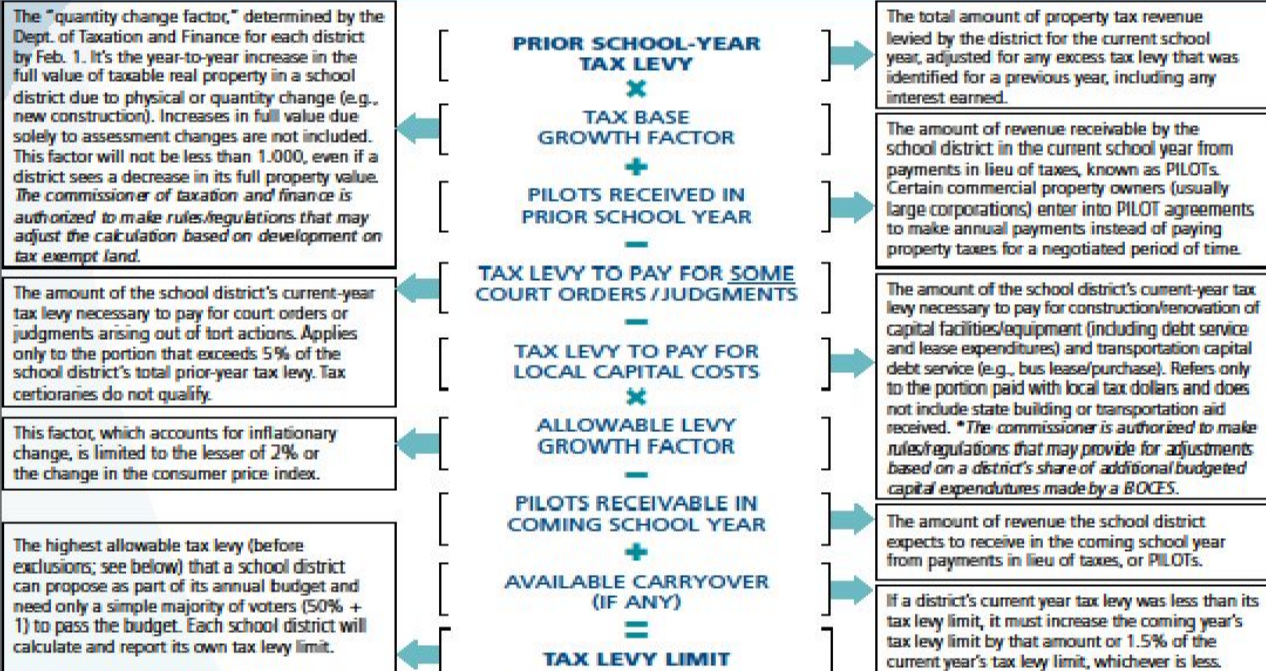 The "quantity change factor," determined by the
Dept. of Taxation and Finance for each district
by Feb. 1. It's the year-to-year increase in the
full value of taxable real property in a school
district due to physical or quantity change (e.g.,
new construction). Increases in full value due
solely to assessment changes are not included.
This factor will not be less than 1.000, even if a
district sees a decrease in its full property value.
The commissioner of taxation and finance is
authorized to make rules/regulations that may
adjust the calculation based on development on
tax exempt land.
The amount of the school district's current-year
tax levy necessary to pay for court orders or
judgments arising out of tort actions. Applies
only to the portion that exceeds 5% of the
school district's total prior-year tax levy. Tax
certioraries do not qualify.
This factor, which accounts for inflationary
change, is limited to the lesser of 2% or
the change in the consumer price index.
The highest allowable tax levy (before
exclusions; see below) that a school district
can propose as part of its annual budget and
need only a simple majority of voters (50% +
1) to pass the budget. Each school district will
calculate and report its own tax levy limit.
PRIOR SCHOOL-YEAR
TAX LEVY
×
TAX BASE
GROWTH FACTOR
+
PILOTS RECEIVED IN
PRIOR SCHOOL YEAR
–
TAX LEVY TO PAY FOR SOME
COURT ORDERS / JUDGMENTS
–
TAX LEVY TO PAY FOR
LOCAL CAPITAL COSTS
×
ALLOWABLE LEVY
GROWTH FACTOR
–
PILOTS RECEIVABLE IN
COMING SCHOOL YEAR
+
AVAILABLE CARRYOVER
(IF ANY)
=
TAX LEVY LIMIT
The total amount of property tax revenue
levied by the district for the current school
year, adjusted for any excess tax levy that was
identified for a previous year, including any
interest earned.
The amount of revenue receivable by the
school district in the current school year from
payments in lieu of taxes, known as PILOTs.
Certain commercial property owners (usually
large corporations) enter into PILOT agreements
to make annual payments instead of paying
property taxes for a negotiated period of time.
The amount of the school district's current-year tax
levy necessary to pay for construction/renovation of
capital facilities/equipment (including debt service
and lease expenditures) and transportation capital
debt service (e.g., bus lease/purchase). Refers only
to the portion paid with local tax dollars and does
not include state building or transportation aid
received. *The commissioner is authorized to make
rules/regulations that may provide for adjustments
based on a district's share of additional budgeted
capital expendutures made by a BOCES.
The amount of revenue the school district
expects to receive in the coming school year
from payments in lieu of taxes, or PILOTs.
If a district's current year tax levy was less than its
tax levy limit, it must increase the coming year's
tax levy limit by that amount or 1.5% of the
current year's tax levy limit, whichever is less.